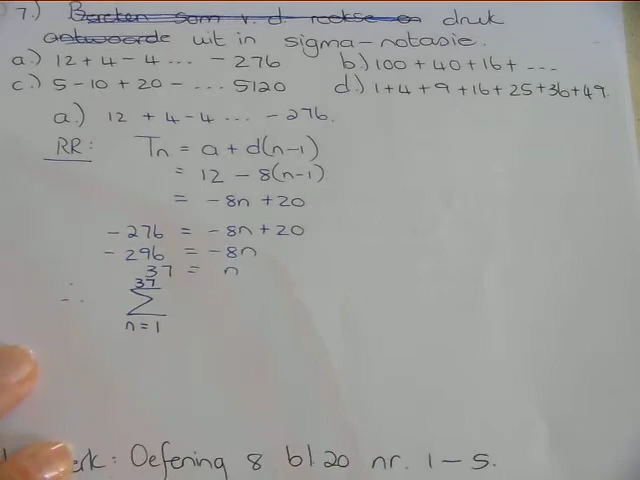 7.) Bereken som v. d reekse en druk
antwoorde uit in sigma-notasie.
a.) 12 + 4 - 4 ... - 276 b.) 100 + 40 + 16 + ...
c.) 5 - 10 + 20 - ... 5120 d.) 1 + 4 + 9 + 16 + 25 + 36 + 49.
a.) 12 + 4 - 4 ... - 276.
RR: Tn = a + d(n-1)
= 12 - 8(n-1)
= -8n + 20
-276 = -8n + 20
-296 = -8n
37 = n
37
∴ Σ
n=1
erk: Oefening 8 bl. 20 nr. 1 - 5.